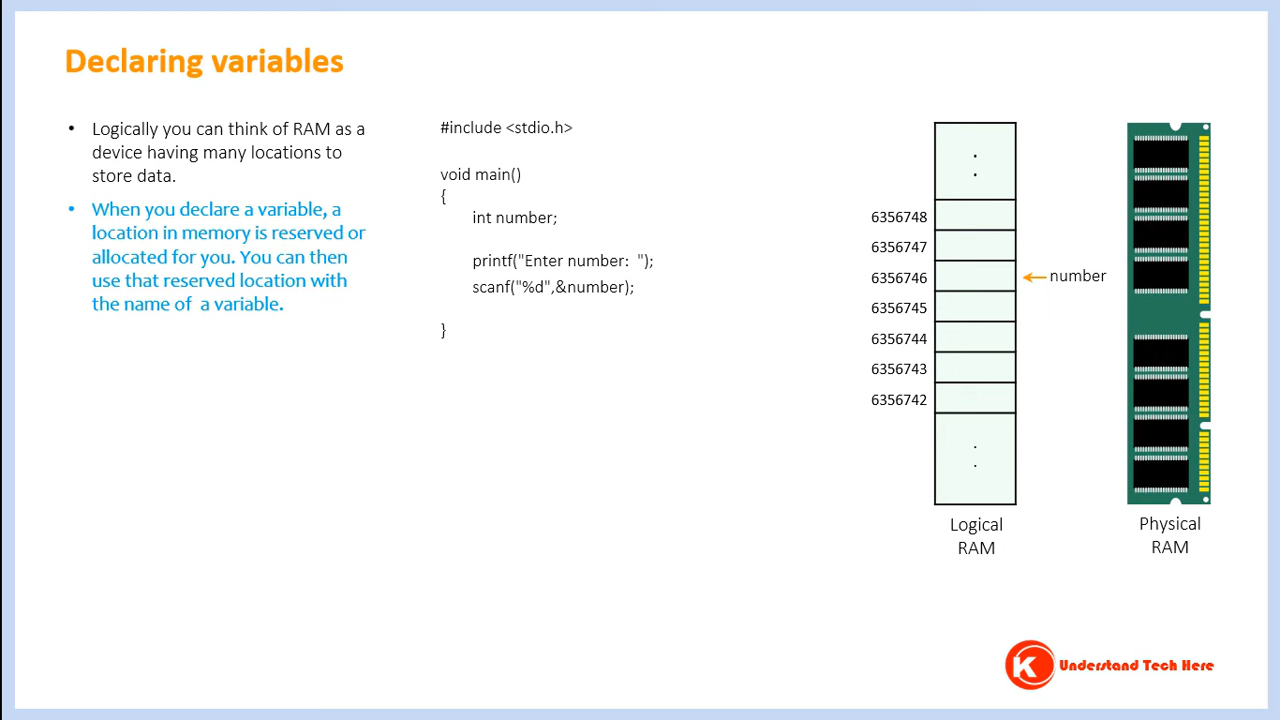 Declaring variables
• Logically you can think of RAM as a
device having many locations to
store data.
• When you declare a variable, a
location in memory is reserved or
allocated for you. You can then
use that reserved location with
the name of a variable.
#include <stdio.h>
void main()
{
int number;
printf("Enter number: ");
scanf("%d",&number);
}
6356748
6356747
6356746
number
6356745
6356744
6356743
6356742
Logical
RAM
Physical
RAM
K Understand Tech Here